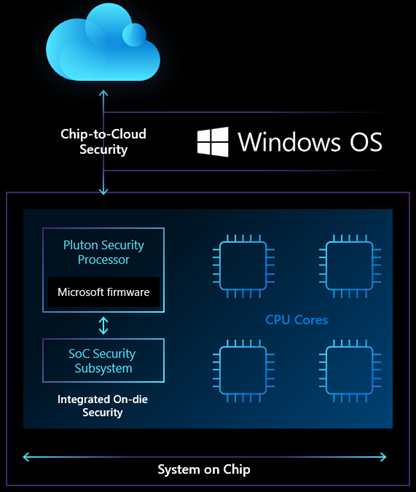 Chip-to-Cloud
Security
Windows OS
Pluton Security
Processor
Microsoft firmware
SoC Security
Subsystem
Integrated On-die
Security
CPU Cores
System on Chip